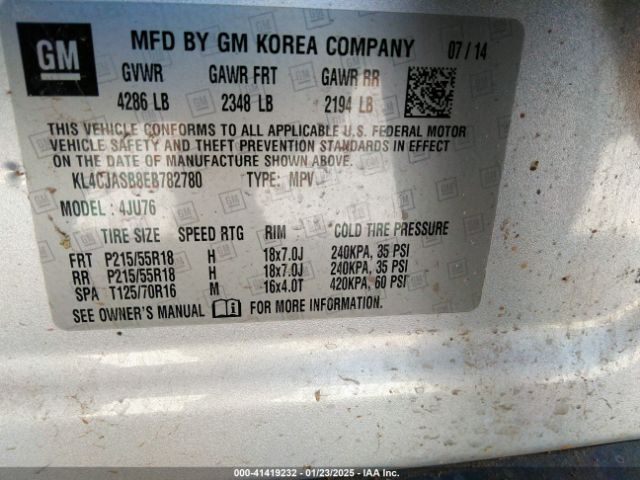 GM
MFD BY GM KOREA COMPANY 07/14
GVWR GAWR FRT GAWR RR
4286 LB 2348 LB 2194 LB
THIS VEHICLE CONFORMS TO ALL APPLICABLE U.S. FEDERAL MOTOR
VEHICLE SAFETY AND THEFT PREVENTION STANDARDS IN EFFECT
ON THE DATE OF MANUFACTURE SHOWN ABOVE.
KL4CJASB8EB782780 TYPE: MPV
MODEL: 4JU76
TIRE SIZE SPEED RTG RIM COLD TIRE PRESSURE
FRT P215/55R18 H 18x7.0J 240KPA, 35 PSI
RR P215/55R18 H 18x7.0J 240KPA, 35 PSI
SPA T125/70R16 M 16x4.0T 420KPA, 60 PSI
SEE OWNER'S MANUAL FOR MORE INFORMATION.
000-41419232 - 01/23/2025 - IAA Inc.